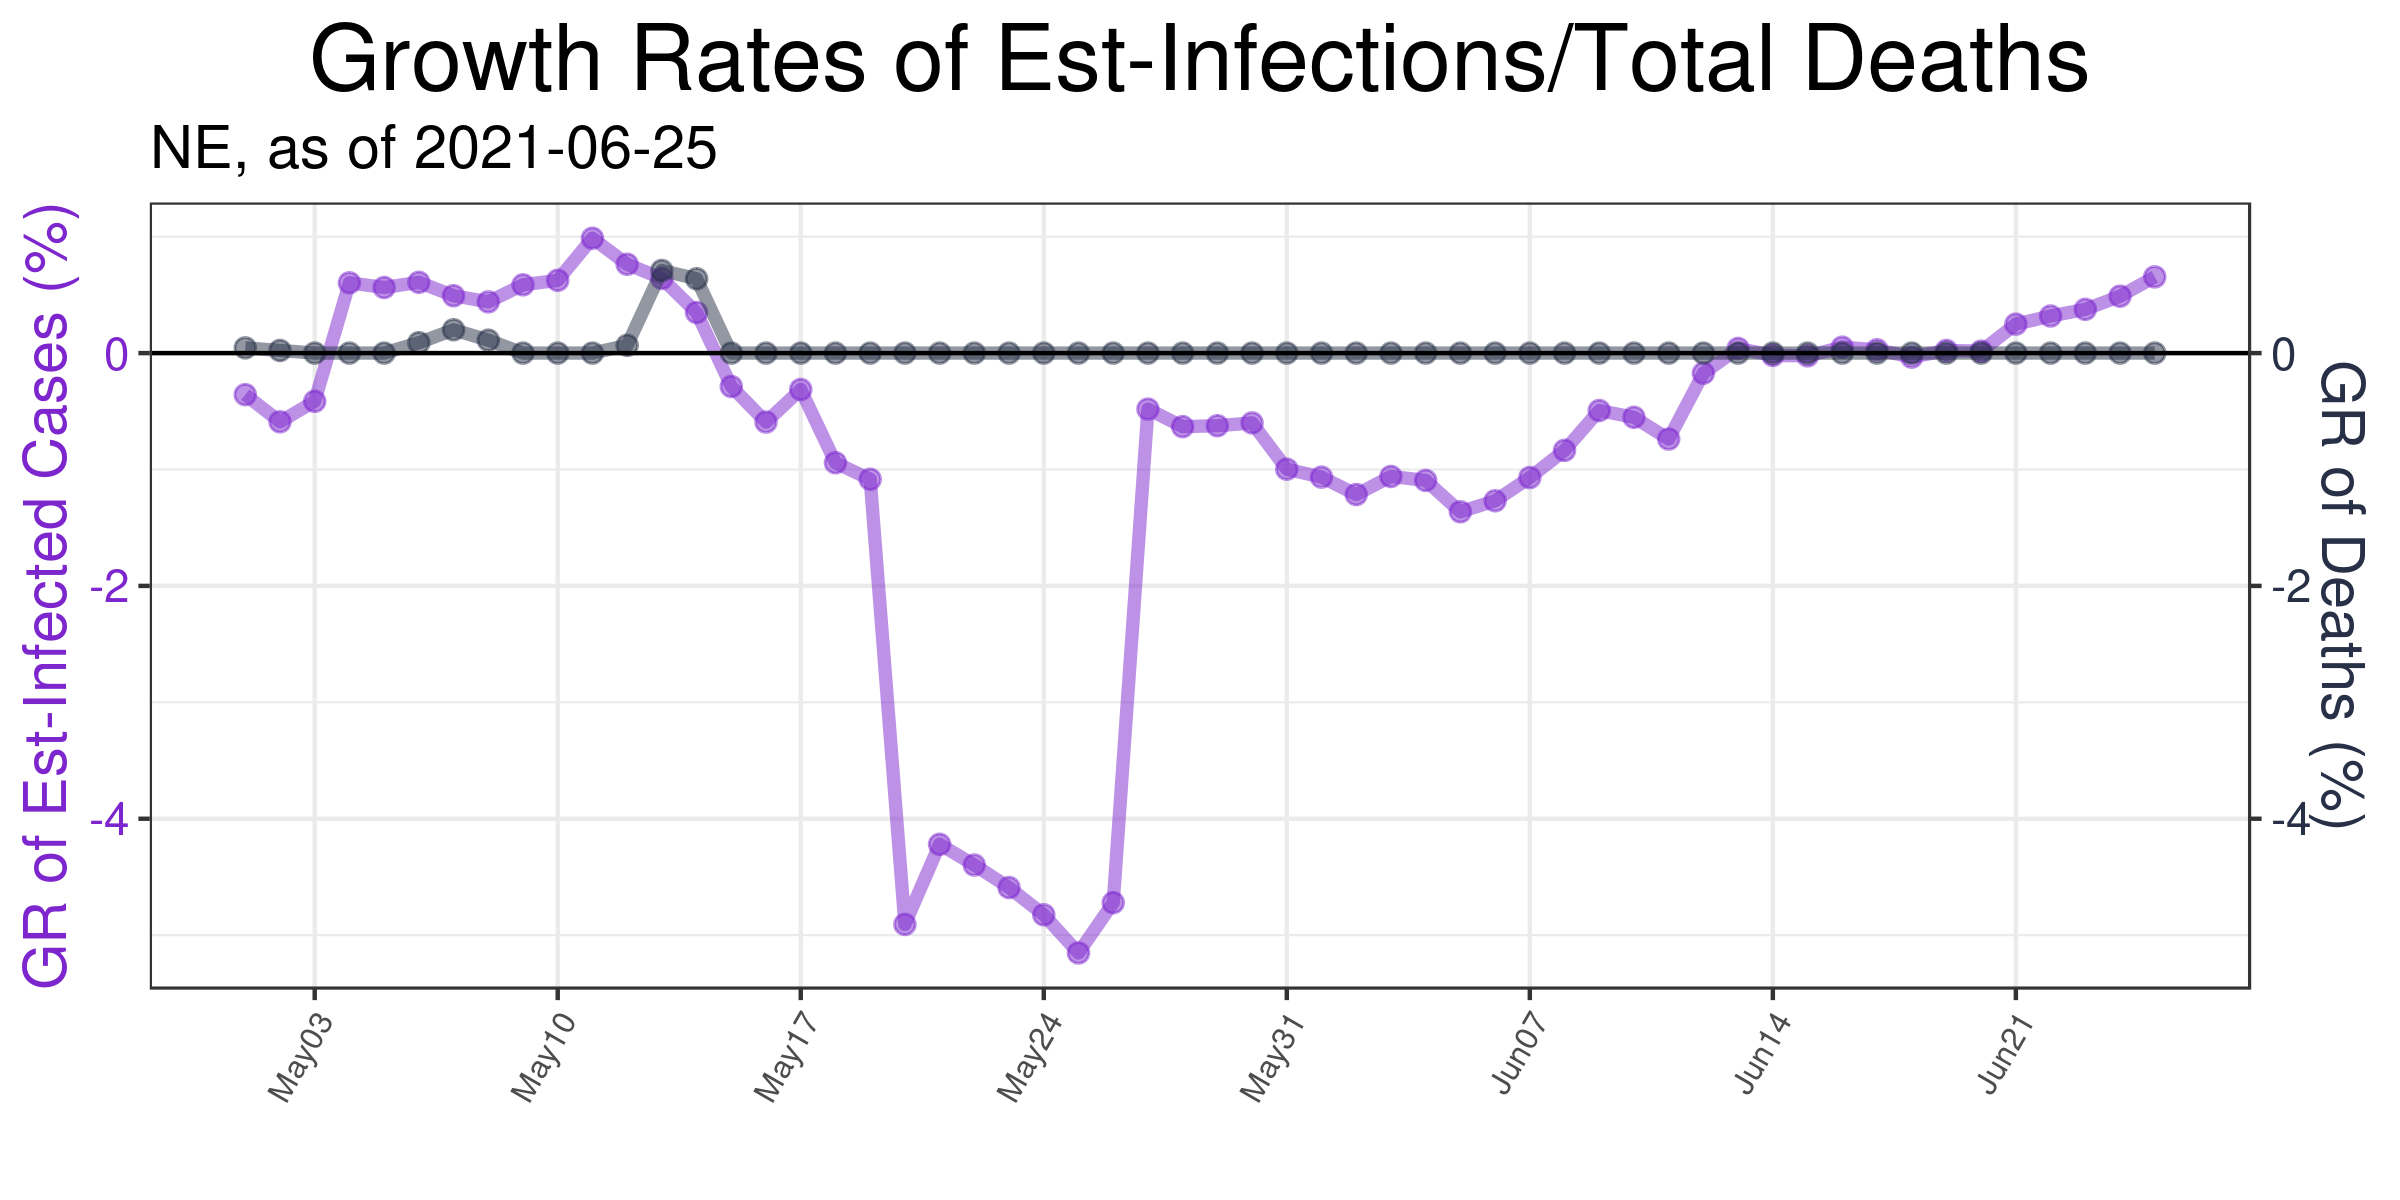 Growth Rates of Est-Infections/Total Deaths
NE, as of 2021-06-25
GR of Est-Infected Cases (%)
0
-2
-4
0
-2
-4
GR of Deaths (%)
May03
May10
May17
May24
May31
Jun07
Jun14
Jun21